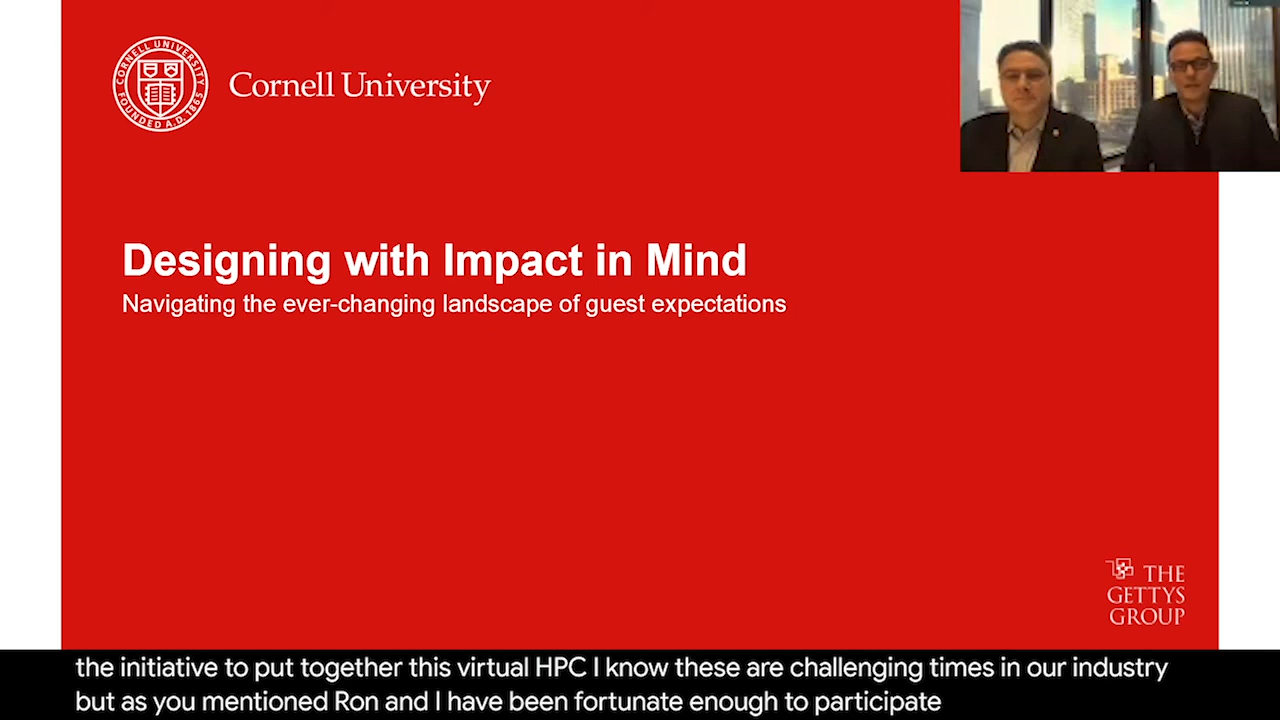 CORNELL UNIVERSITY
FOUNDED A.D. 1865
Cornell University
Designing with Impact in Mind
Navigating the ever-changing landscape of guest expectations
THE
GETTYS
GROUP
the initiative to put together this virtual HPC I know these are challenging times in our industry
but as you mentioned Ron and I have been fortunate enough to participate